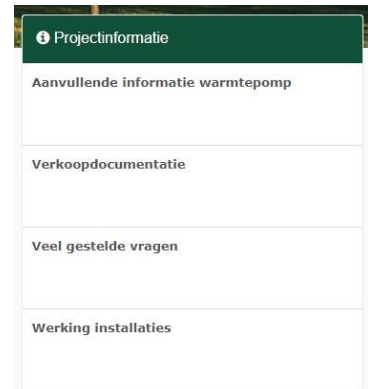 Projectinformatie
Aanvullende informatie warmtepomp
Verkoopdocumentatie
Veel gestelde vragen
Werking installaties